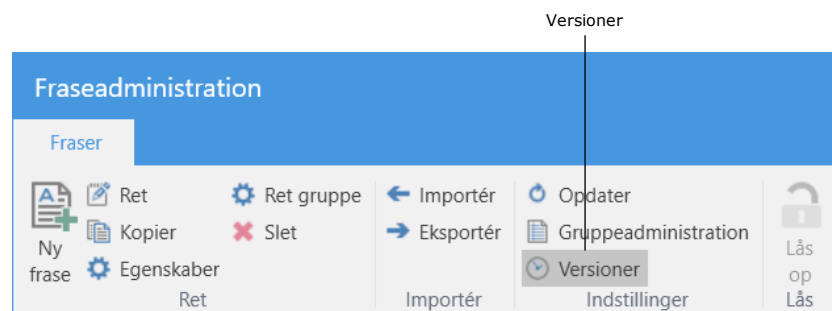 Versioner
Fraseadministration
Fraser
Ny
frase
Ret
Kopier
Egenskaber
Ret gruppe
Slet
Ret
Importér
Eksportér
Importér
Opdater
Gruppeadministration
Versioner
Indstillinger
Lås
op
Lås